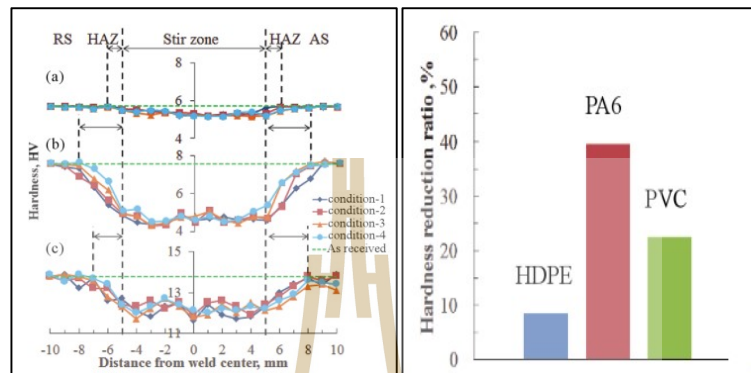 RS HAZ Stir zone HAZ AS
8
(a)
6
4
(b)
8
6
4
Hardness, HV
condition-1
condition-2
condition-3
condition-4
As received
(c)
15
13
11
-10 -8 -6 -4 -2 0 2 4 6 8 10
Distance from weld center, mm
Hardness reduction ratio ,%
60
50
40
30
20
10
0
HDPE
PA6
PVC